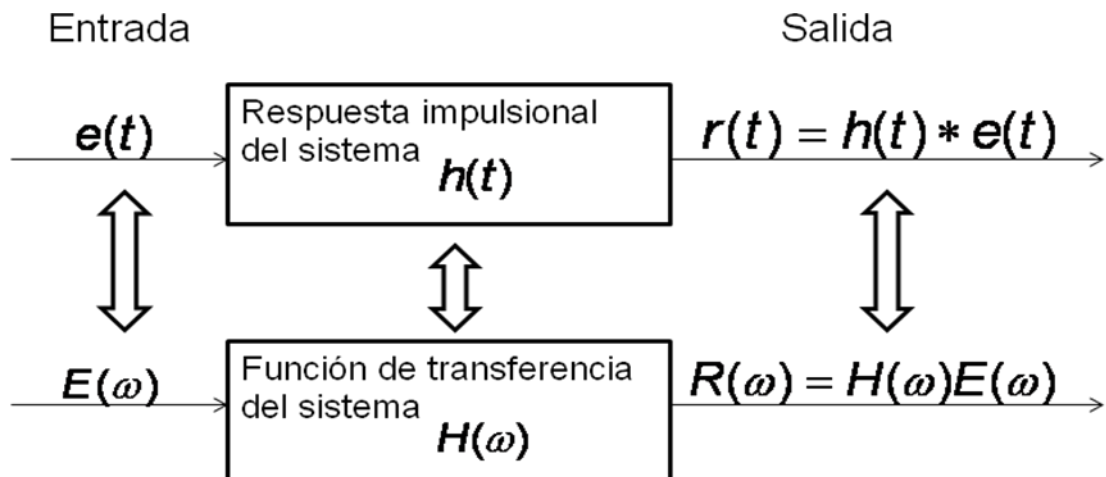 Entrada
Salida
e(t)
Respuesta impulsional
del sistema
h(t)
r(t) = h(t) * e(t)
E(ω)
Función de transferencia
del sistema
H(ω)
R(ω) = H(ω)E(ω)